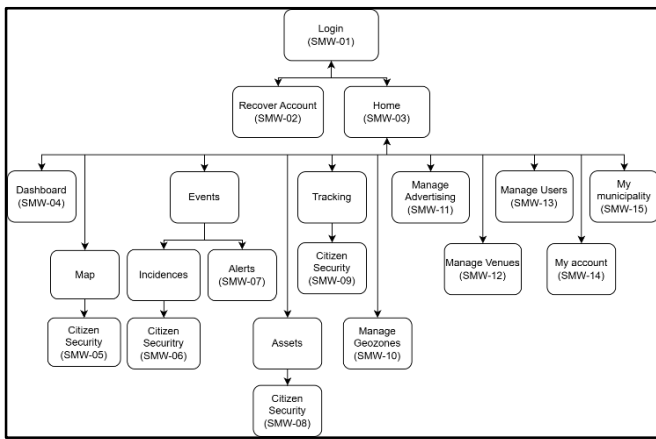 Login
(SMW-01)
Recover Account
(SMW-02)
Home
(SMW-03)
Dashboard
(SMW-04)
Events
Tracking
Manage
Advertising
(SMW-11)
Manage Users
(SMW-13)
My
municipality
(SMW-15)
Map
Incidences
Alerts
(SMW-07)
Citizen
Security
(SMW-09)
Manage Venues
(SMW-12)
My account
(SMW-14)
Citizen
Security
(SMW-05)
Citizen
Securitry
(SMW-06)
Assets
Manage
Geozones
(SMW-10)
Citizen
Security
(SMW-08)